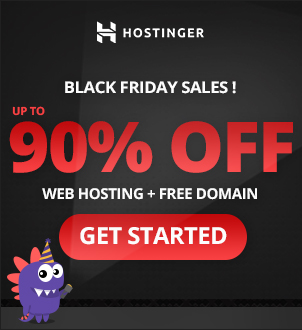 HOSTINGER
BLACK FRIDAY SALES !
UP TO
90% OFF
WEB HOSTING + FREE DOMAIN
GET STARTED